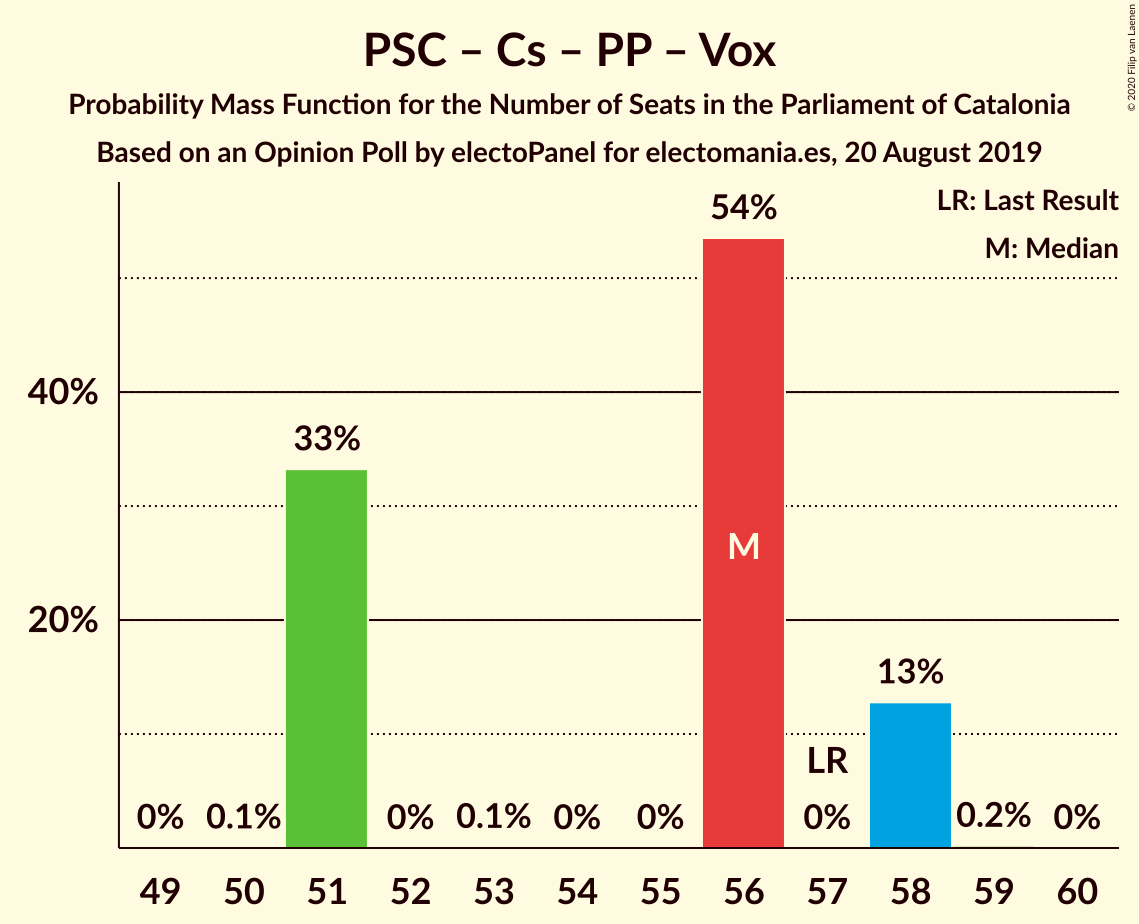 PSC – Cs – PP – Vox
Probability Mass Function for the Number of Seats in the Parliament of Catalonia
Based on an Opinion Poll by electoPanel for electomania.es, 20 August 2019
© 2020 Filip van Laenen
LR: Last Result
M: Median
54%
40%
33%
M
20%
13%
LR
0% 0.1% 0% 0.1% 0% 0% 0% 0.2% 0%
49 50 51 52 53 54 55 56 57 58 59 60